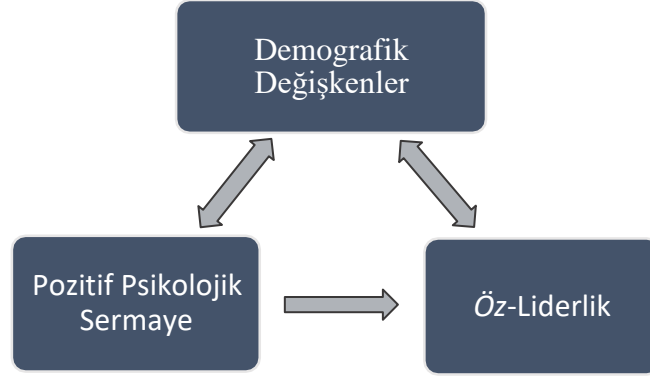 Demografik
Değişkenler
Pozitif Psikolojik
Sermaye
Öz-Liderlik